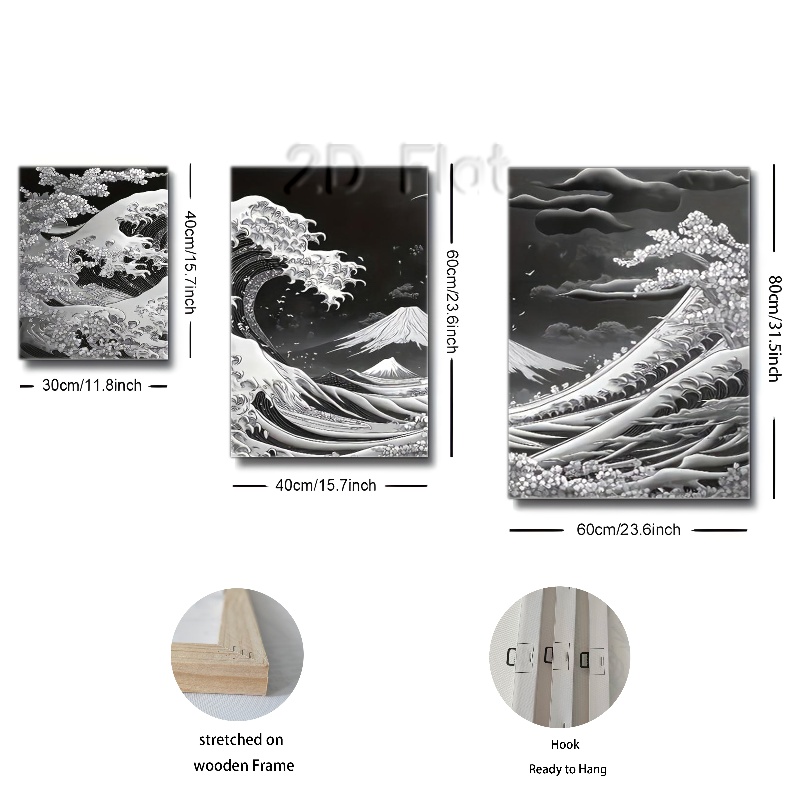 2D Flat
40cm/15.7inch
30cm/11.8inch
60cm/23.6inch
40cm/15.7inch
80cm/31.5inch
60cm/23.6inch
stretched on
wooden Frame
Hook
Ready to Hang